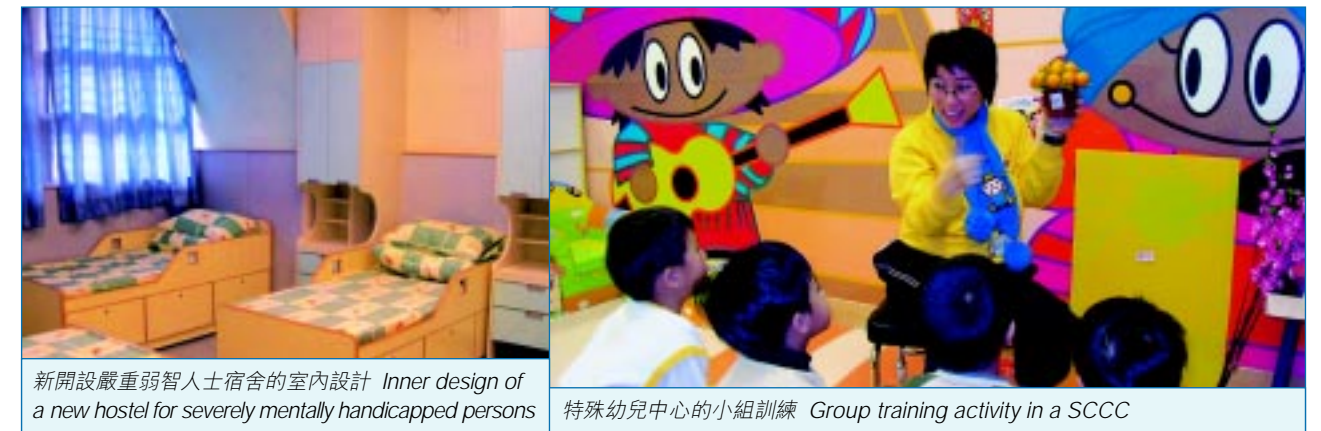 新開設嚴重弱智人士宿舍的室內設計 Inner design of
a new hostel for severely mentally handicapped persons
特殊幼兒中心的小組訓練 Group training activity in a SCCC